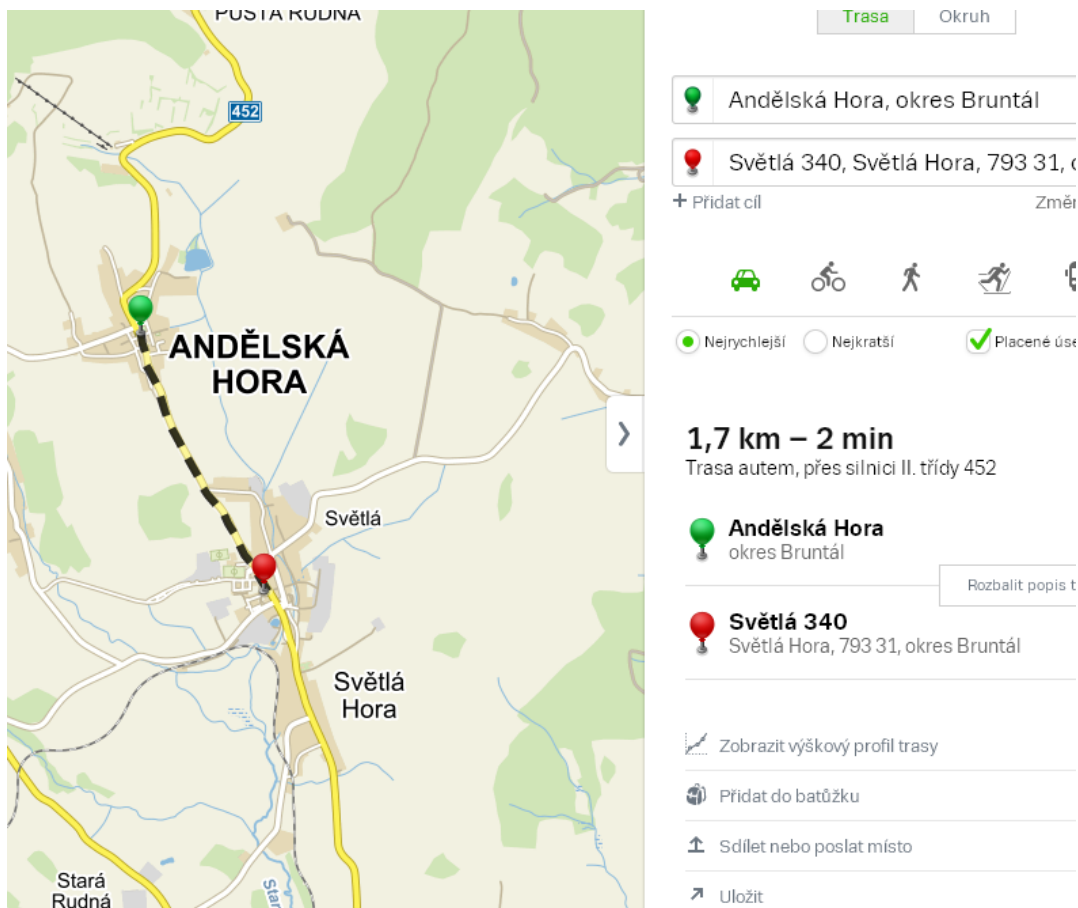 PUSTÁ RUDNÁ
452
ANDĚLSKÁ
HORA
Světlá
Světlá
Hora
Stará
Rudná
Trasa
Okruh
Andělská Hora, okres Bruntál
Světlá 340, Světlá Hora, 793 31,
Přidat cíl
Nejrychlejší
Nejkratší
Placené
1,7 km – 2 min
Trasa autem, přes silnici II. třídy 452
Andělská Hora
okres Bruntál
Rozbalit popis
Světlá 340
Světlá Hora, 793 31, okres Bruntál
Zobrazit výškový profil trasy
Přidat do batůžku
Sdílet nebo poslat místo
Uložit